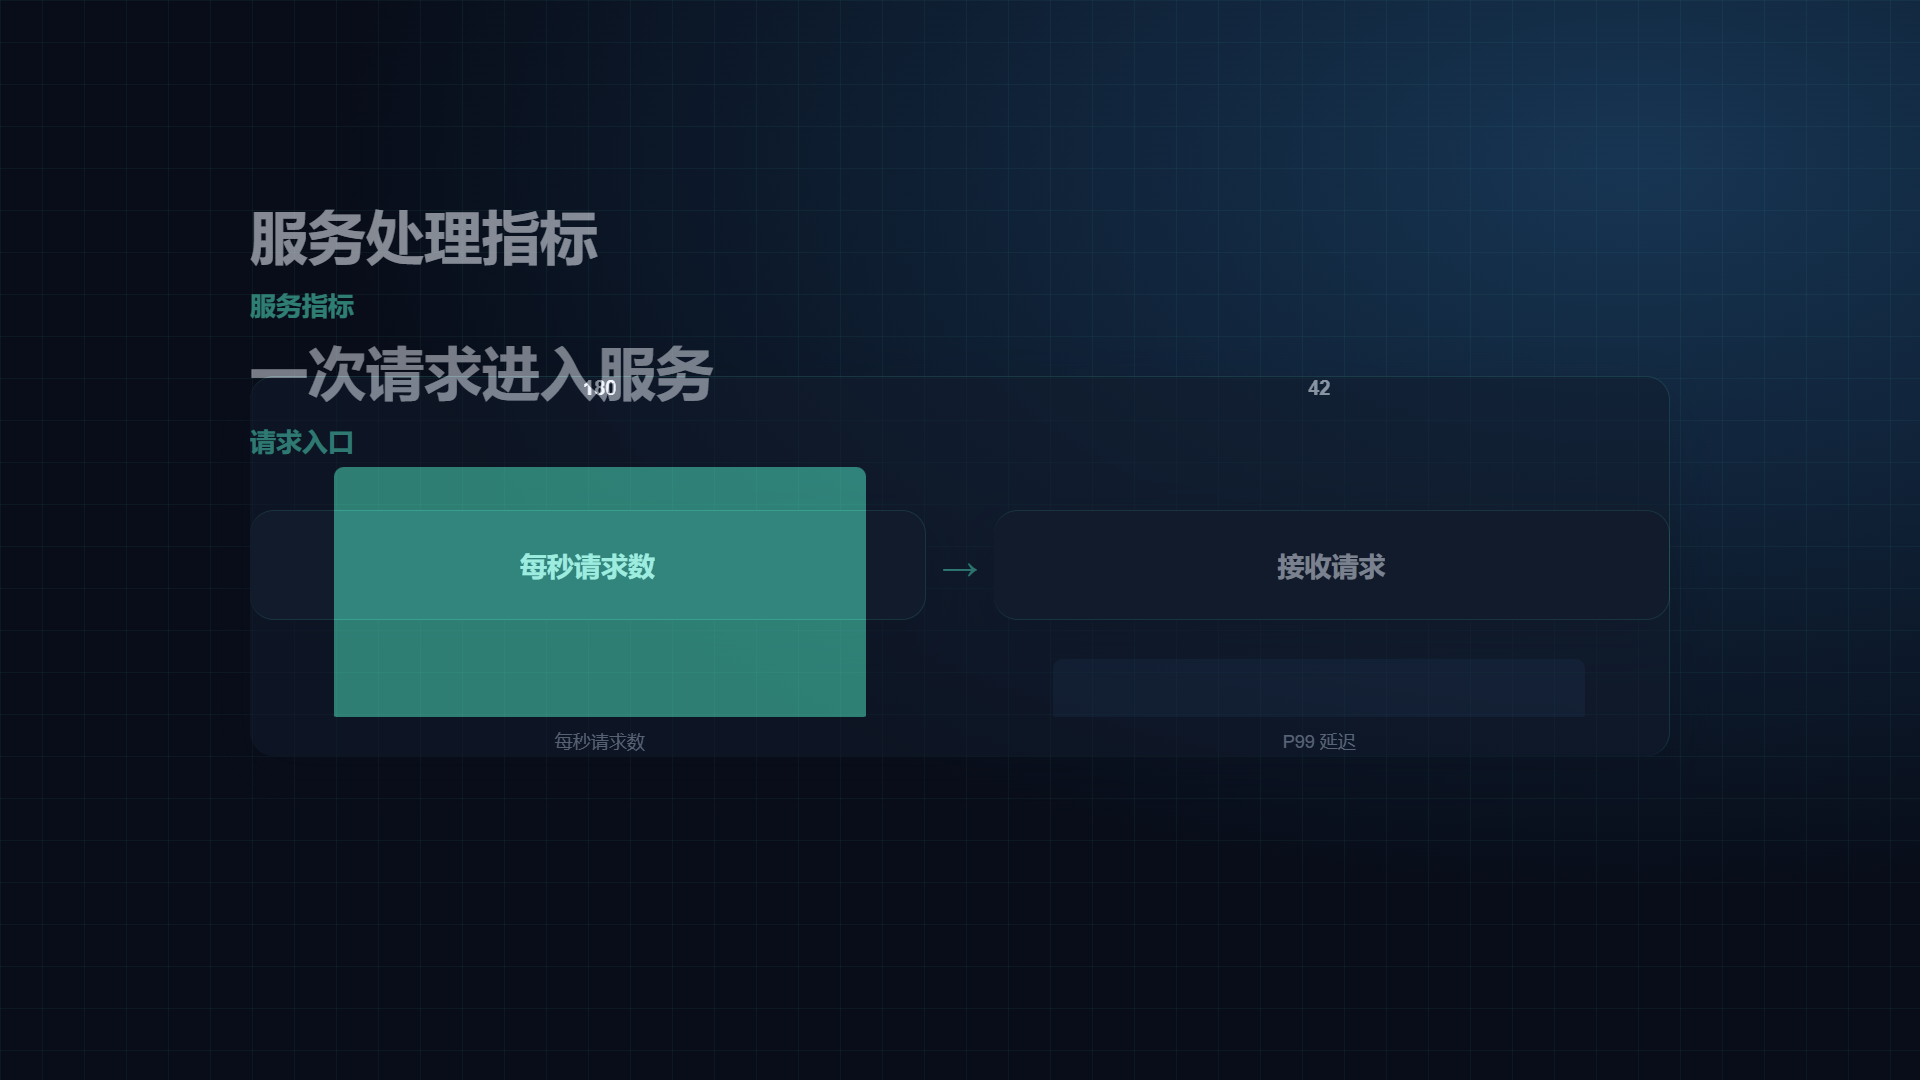 服务处理指标
服务指标
一次请求进入服务
180
42
请求入口
每秒请求数
→
接收请求
每秒请求数
P99 延迟